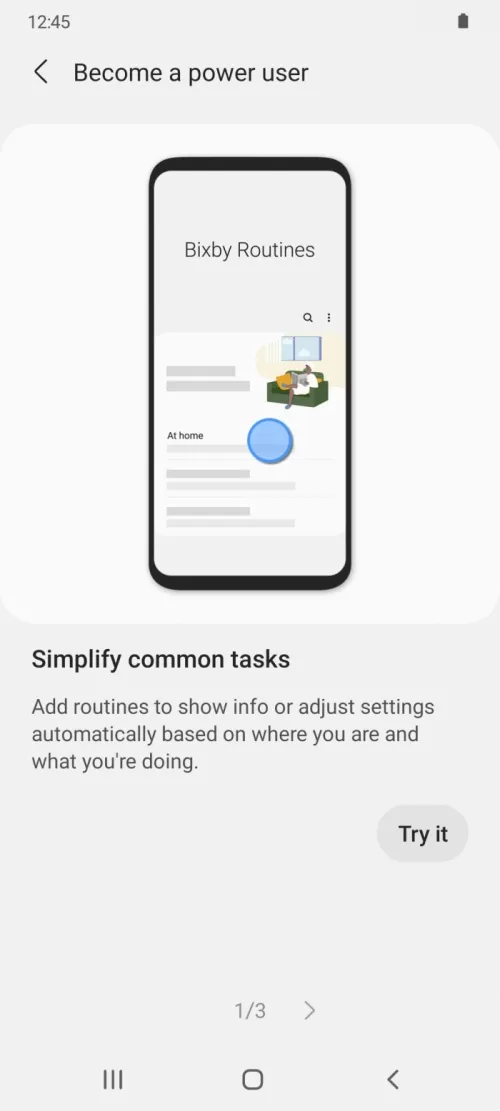 12:45
Become a power user
Bixby Routines
At home
Simplify common tasks
Add routines to show info or adjust settings
automatically based on where you are and
what you're doing.
Try it
1/3